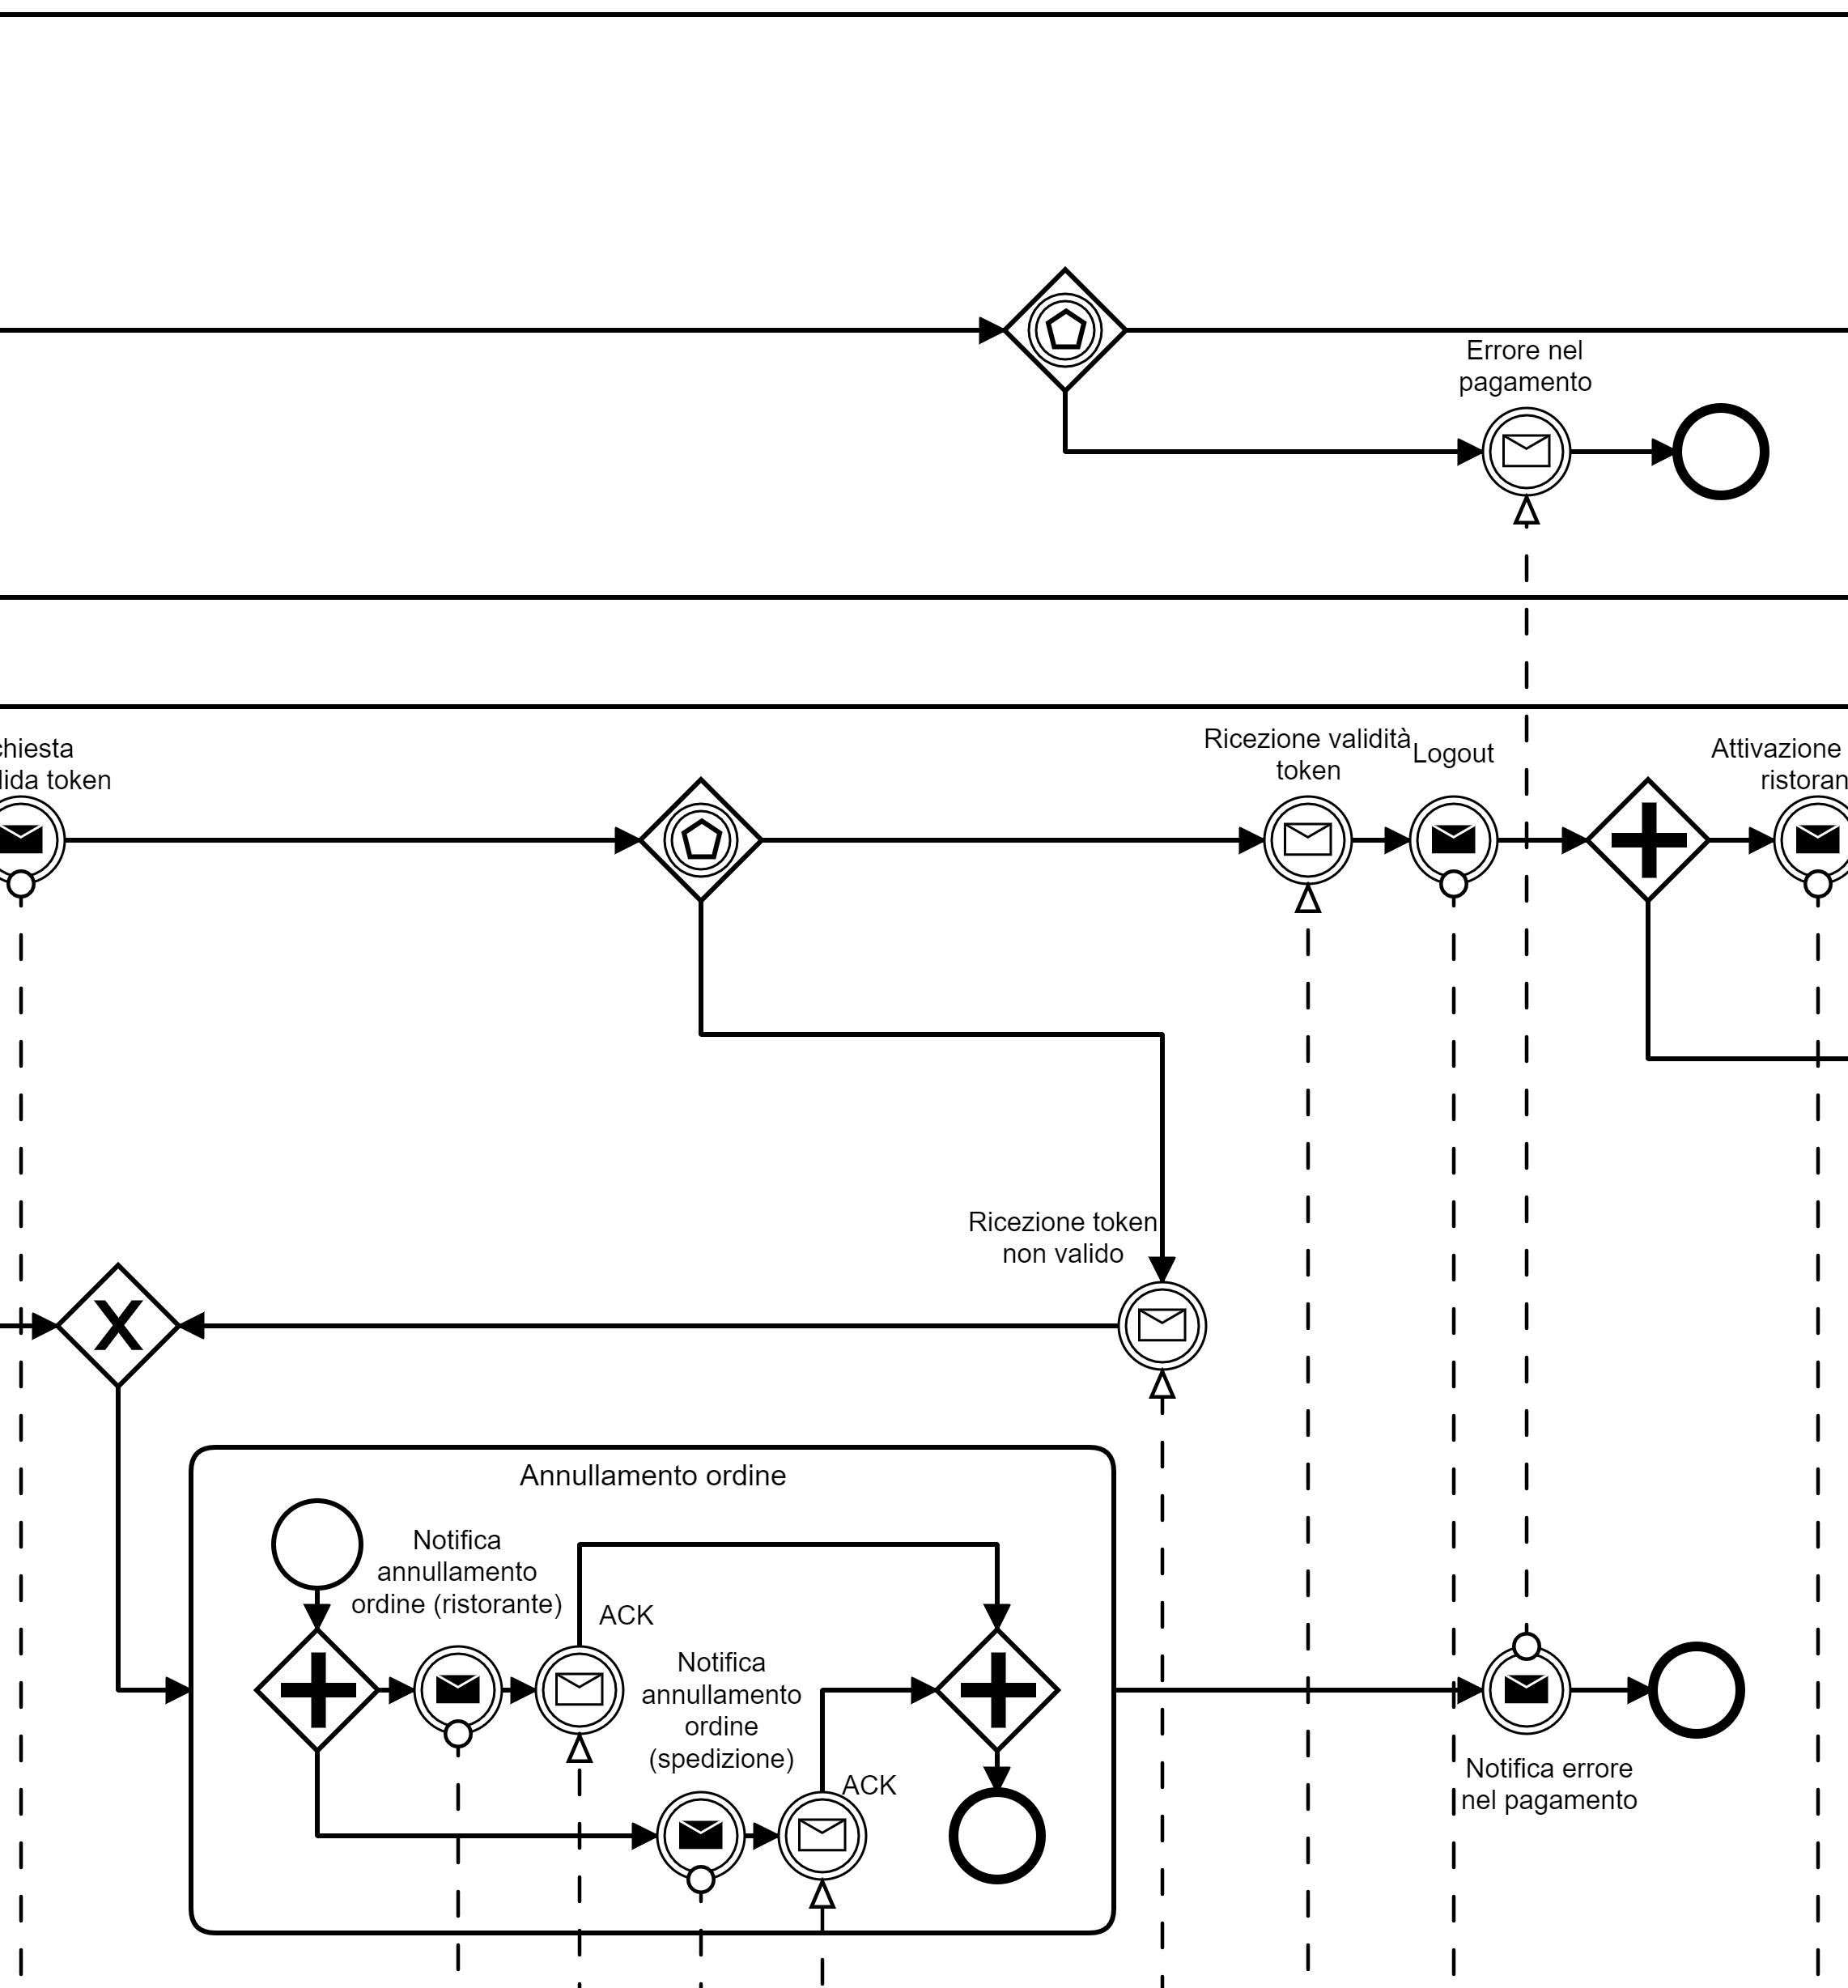 Errore nel
pagamento
chiesta
lida token
Ricezione validità
token
Logout
Attivazione
ristoran
Ricezione token
non valido
Annullamento ordine
Notifica
annullamento
ordine (ristorante)
ACK
Notifica
annullamento
ordine
(spedizione)
ACK
Notifica errore
nel pagamento